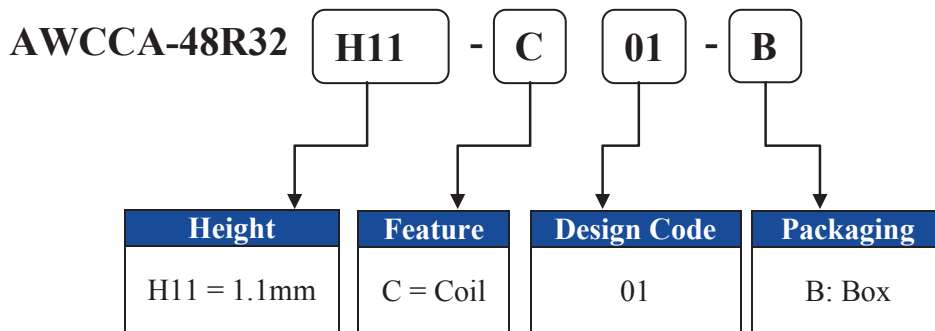 AWCCA-48R32 H11 - C 01 - B
Height Feature Design Code Packaging
H11 = 1.1mm C = Coil 01 B: Box